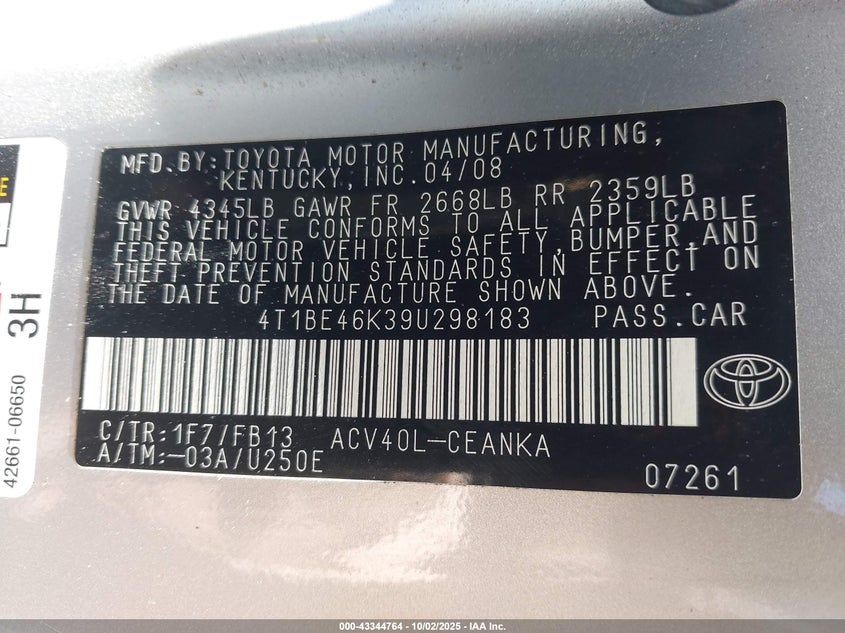 MFD.BY:TOYOTA MOTOR MANUFACTURING,
KENTUCKY,INC.04/08
GVWR 4345LB GAWR FR 2668LB RR 2359LB
THIS VEHICLE CONFORMS TO ALL APPLICABLE
FEDERAL MOTOR VEHICLE SAFETY,BUMPER,AND
THEFT PREVENTION STANDARDS IN EFFECT ON
THE DATE OF MANUFACTURE SHOWN ABOVE.
4T1BE46K39U298183 PASS.CAR
C/TR:1F7/FB13 ACV40L-CEANKA
A/TM:-03A/U250E
07261
3H
42661-06650
000-43344764 | 10/02/2025 - IAA Inc.